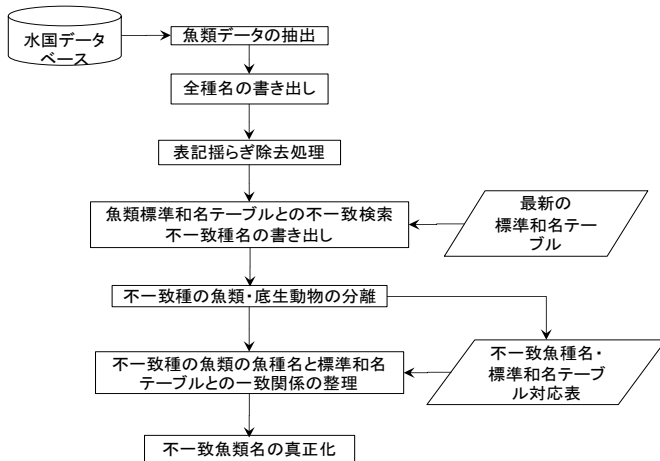 水国データ
ベース
魚類データの抽出
全種名の書き出し
表記揺らぎ除去処理
魚類標準和名テーブルとの不一致検索
不一致種名の書き出し
最新の
標準和名テー
ブル
不一致種の魚類・底生動物の分離
不一致種の魚類の魚種名と標準和名
テーブルとの一致関係の整理
不一致魚種名・
標準和名テーブ
ル対応表
不一致魚類名の真正化